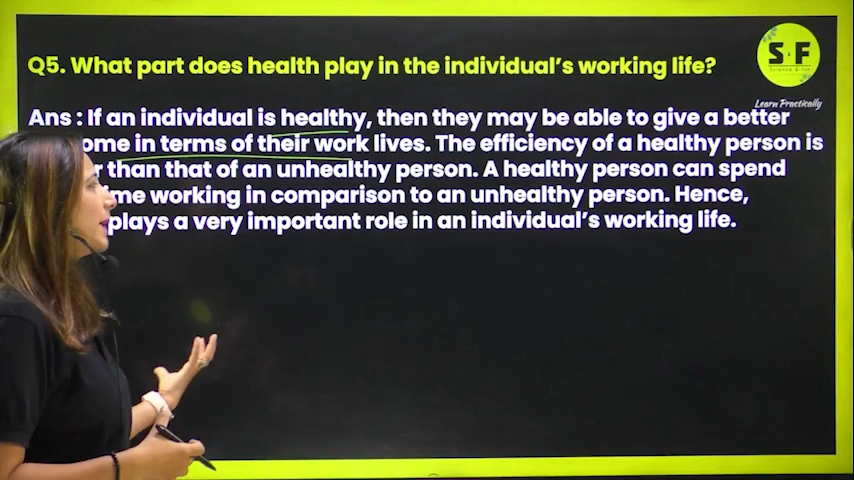 Q5. What part does health play in the individual's working life?
S&F
Science & Fun
Learn Practically
Ans : If an individual is healthy, then they may be able to give a better
in terms of their work lives. The efficiency of a healthy person is
than that of an unhealthy person. A healthy person can spend
working in comparison to an unhealthy person. Hence,
plays a very important role in an individual's working life.